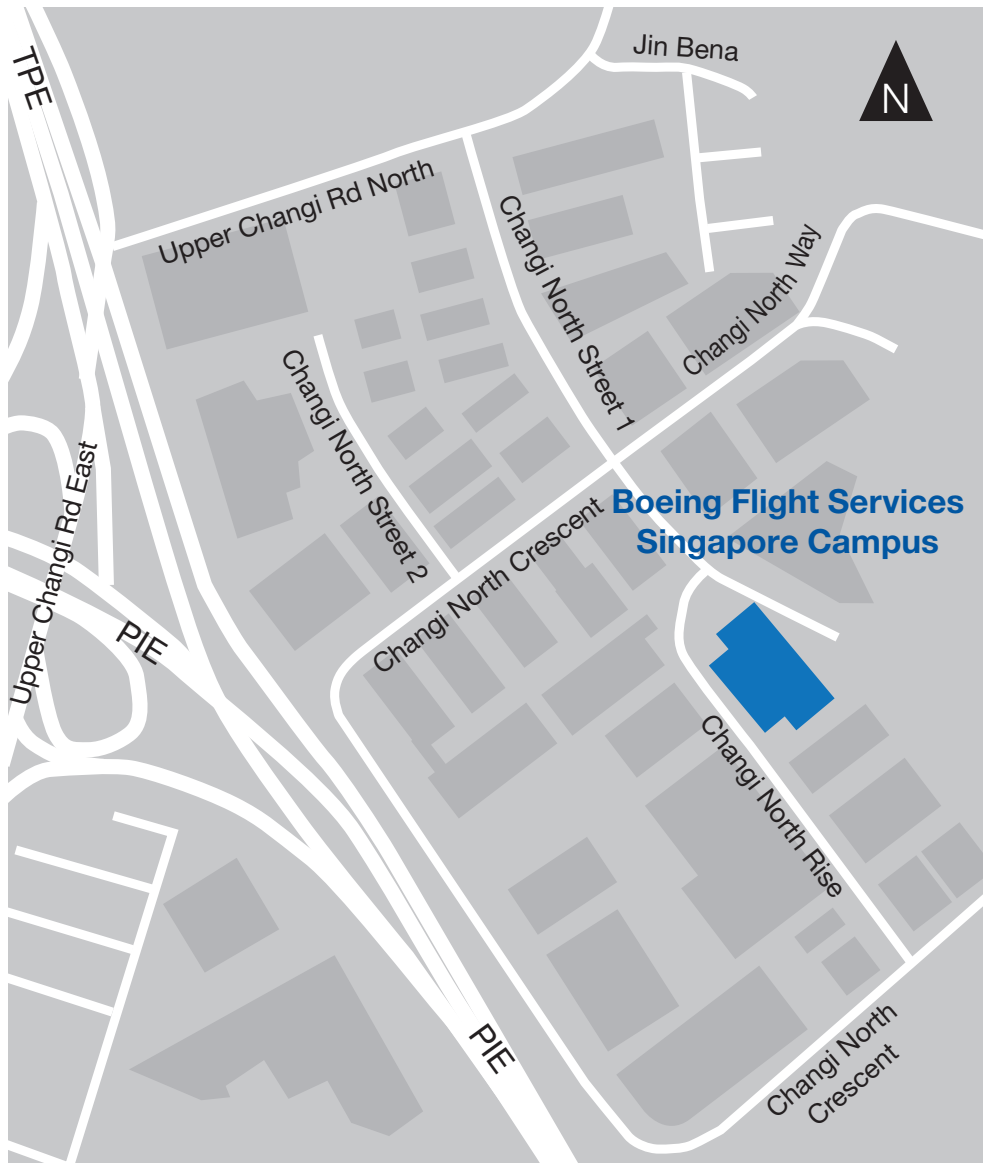 TPE
Jin Bena
N
Upper Changi Rd North
Changi North Street 1
Changi North Way
Changi North Street 2
Upper Changi Rd East
Boeing Flight Services
Singapore Campus
Changi North Crescent
PIE
Changi North Rise
PIE
Changi North
Crescent